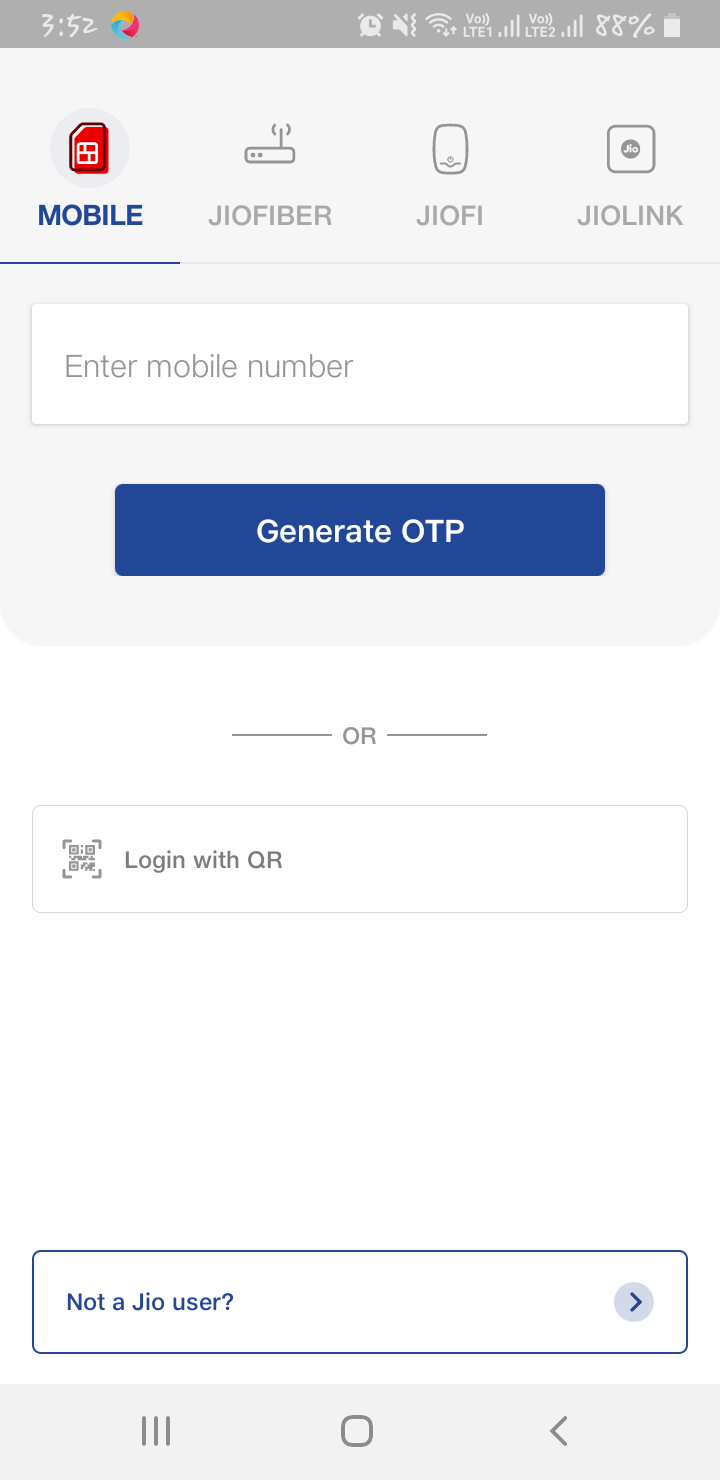 3:52 Vo)) LTE1 Vo)) LTE2 88%
Jio
MOBILE JIOFIBER JIOFI JIOLINK
Enter mobile number
Generate OTP
OR
Login with QR
Not a Jio user?